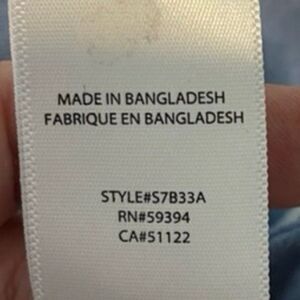 MADE IN BANGLADESH
FABRIQUE EN BANGLADESH
STYLE#S7B33A
RN#59394
CA#51122